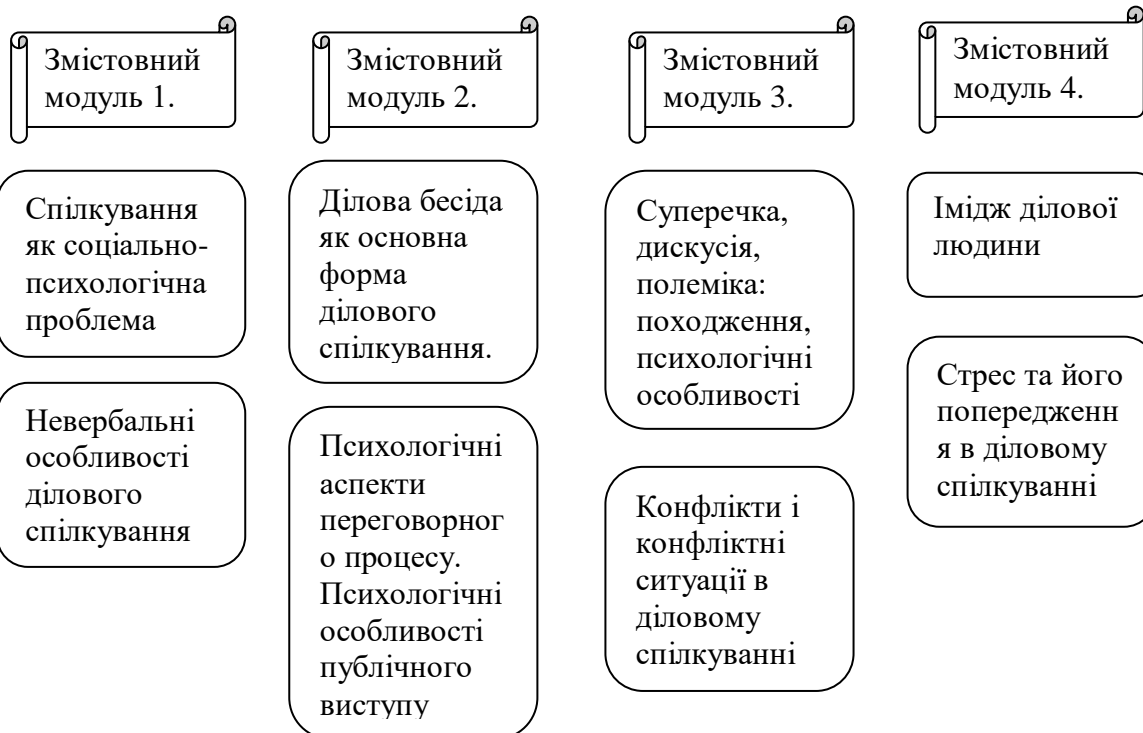 Змістовний
модуль 1.
Спілкування
як соціально-
психологічна
проблема
Невербальні
особливості
ділового
спілкування
Змістовний
модуль 2.
Ділова бесіда
як основна
форма
ділового
спілкування.
Психологічні
аспекти
переговорног
о процесу.
Психологічні
особливості
публічного
виступу
Змістовний
модуль 3.
Суперечка,
дискусія,
полеміка:
походження,
психологічні
особливості
Конфлікти і
конфліктні
ситуації в
діловому
спілкуванні
Змістовний
модуль 4.
Імідж ділової
людини
Стрес та його
попередженн
я в діловому
спілкуванні